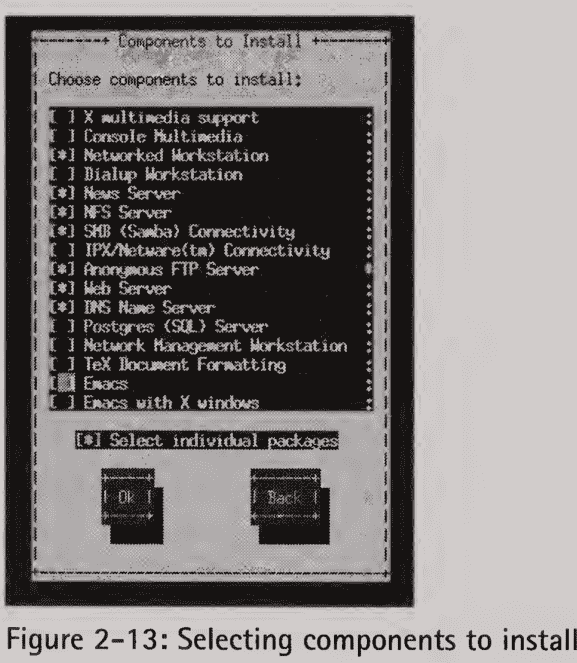 Components to Install
Choose components to install:
[ ] X multimedia support
[ ] Console Multimedia
[*] Networked Workstation
[ ] Dialup Workstation
[*] News Server
[*] NFS Server
[*] SMB (Samba) Connectivity
[ ] IPX/Netware(tm) Connectivity
[*] Anonymous FTP Server
[*] Web Server
[*] DNS Name Server
[ ] Postgres (SQL) Server
[ ] Network Management Workstation
[ ] TeX Document Formatting
[ ] Emacs
[ ] Emacs with X windows
[*] Select individual packages
Ok Back
Figure 2-13: Selecting components to install